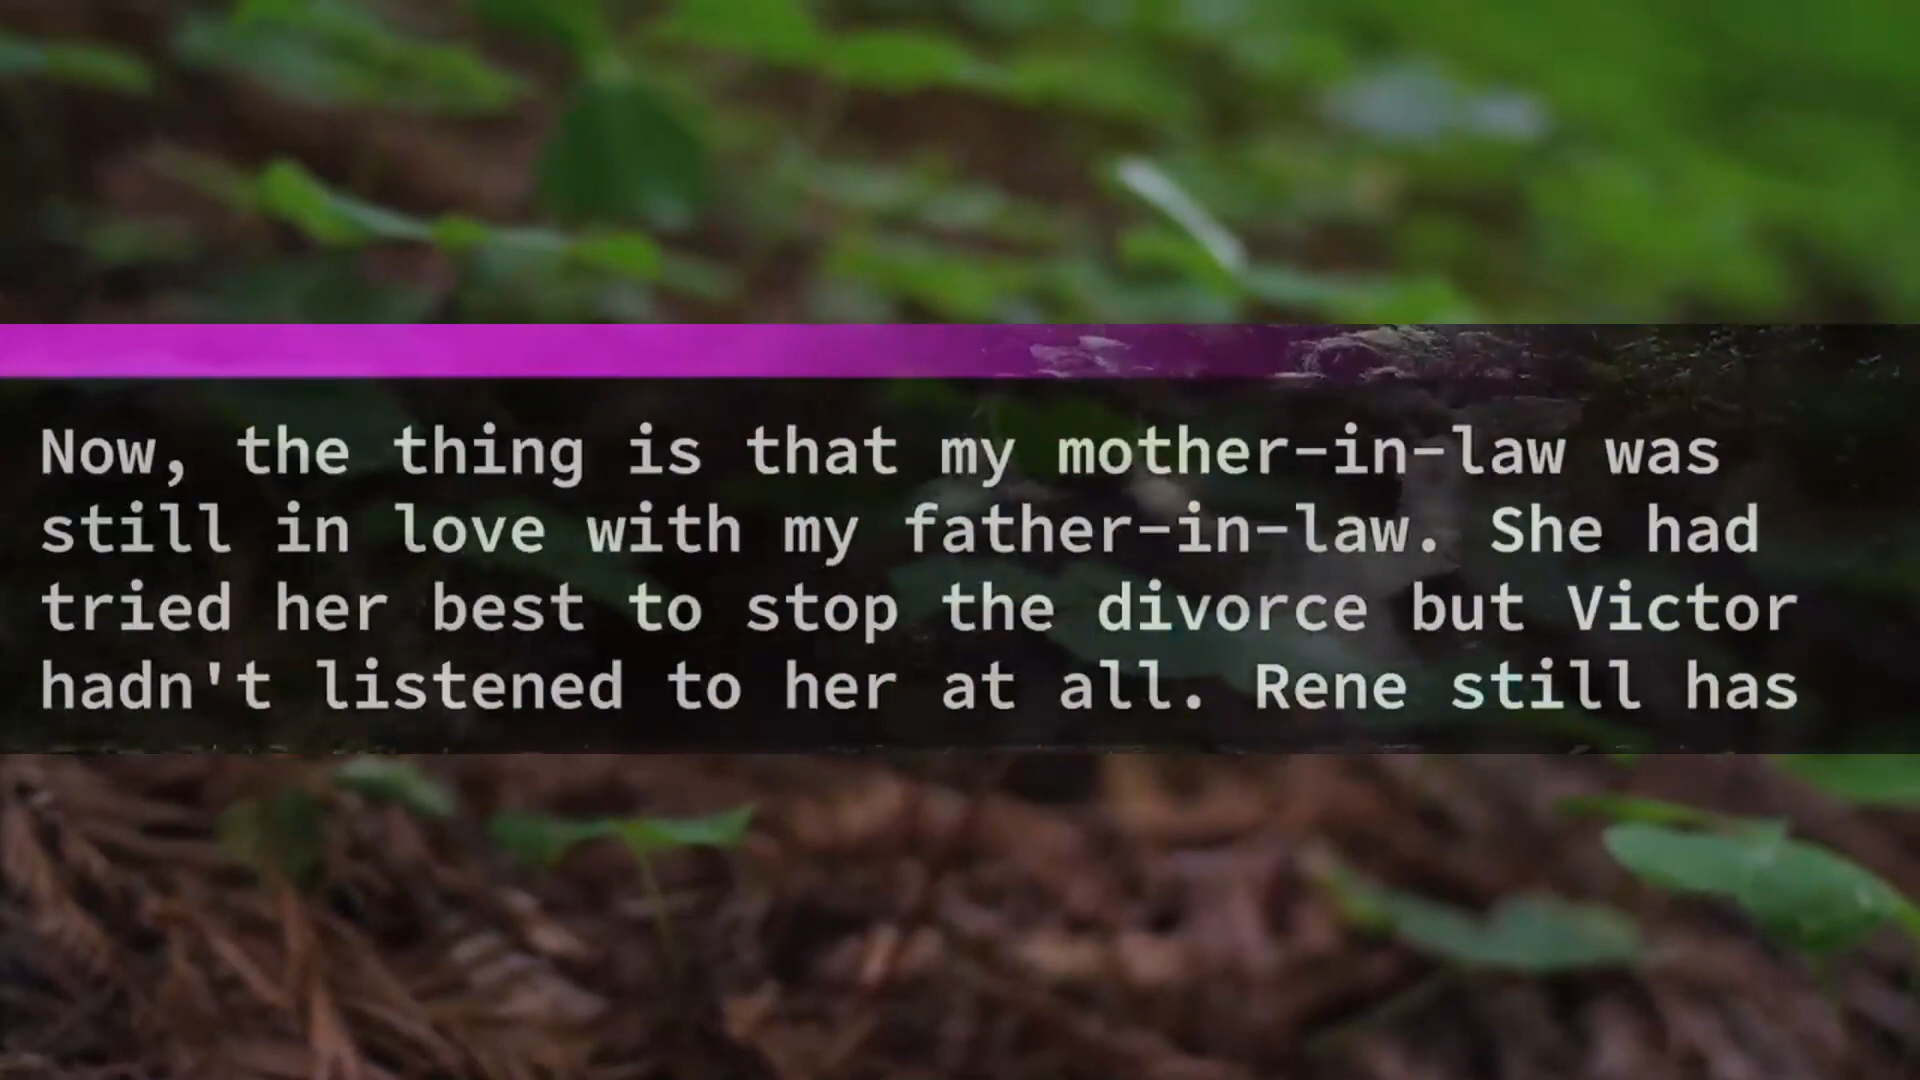 Now, the thing is that my mother-in-law was
still in love with my father-in-law. She had
tried her best to stop the divorce but Victor
hadn't listened to her at all. Rene still has